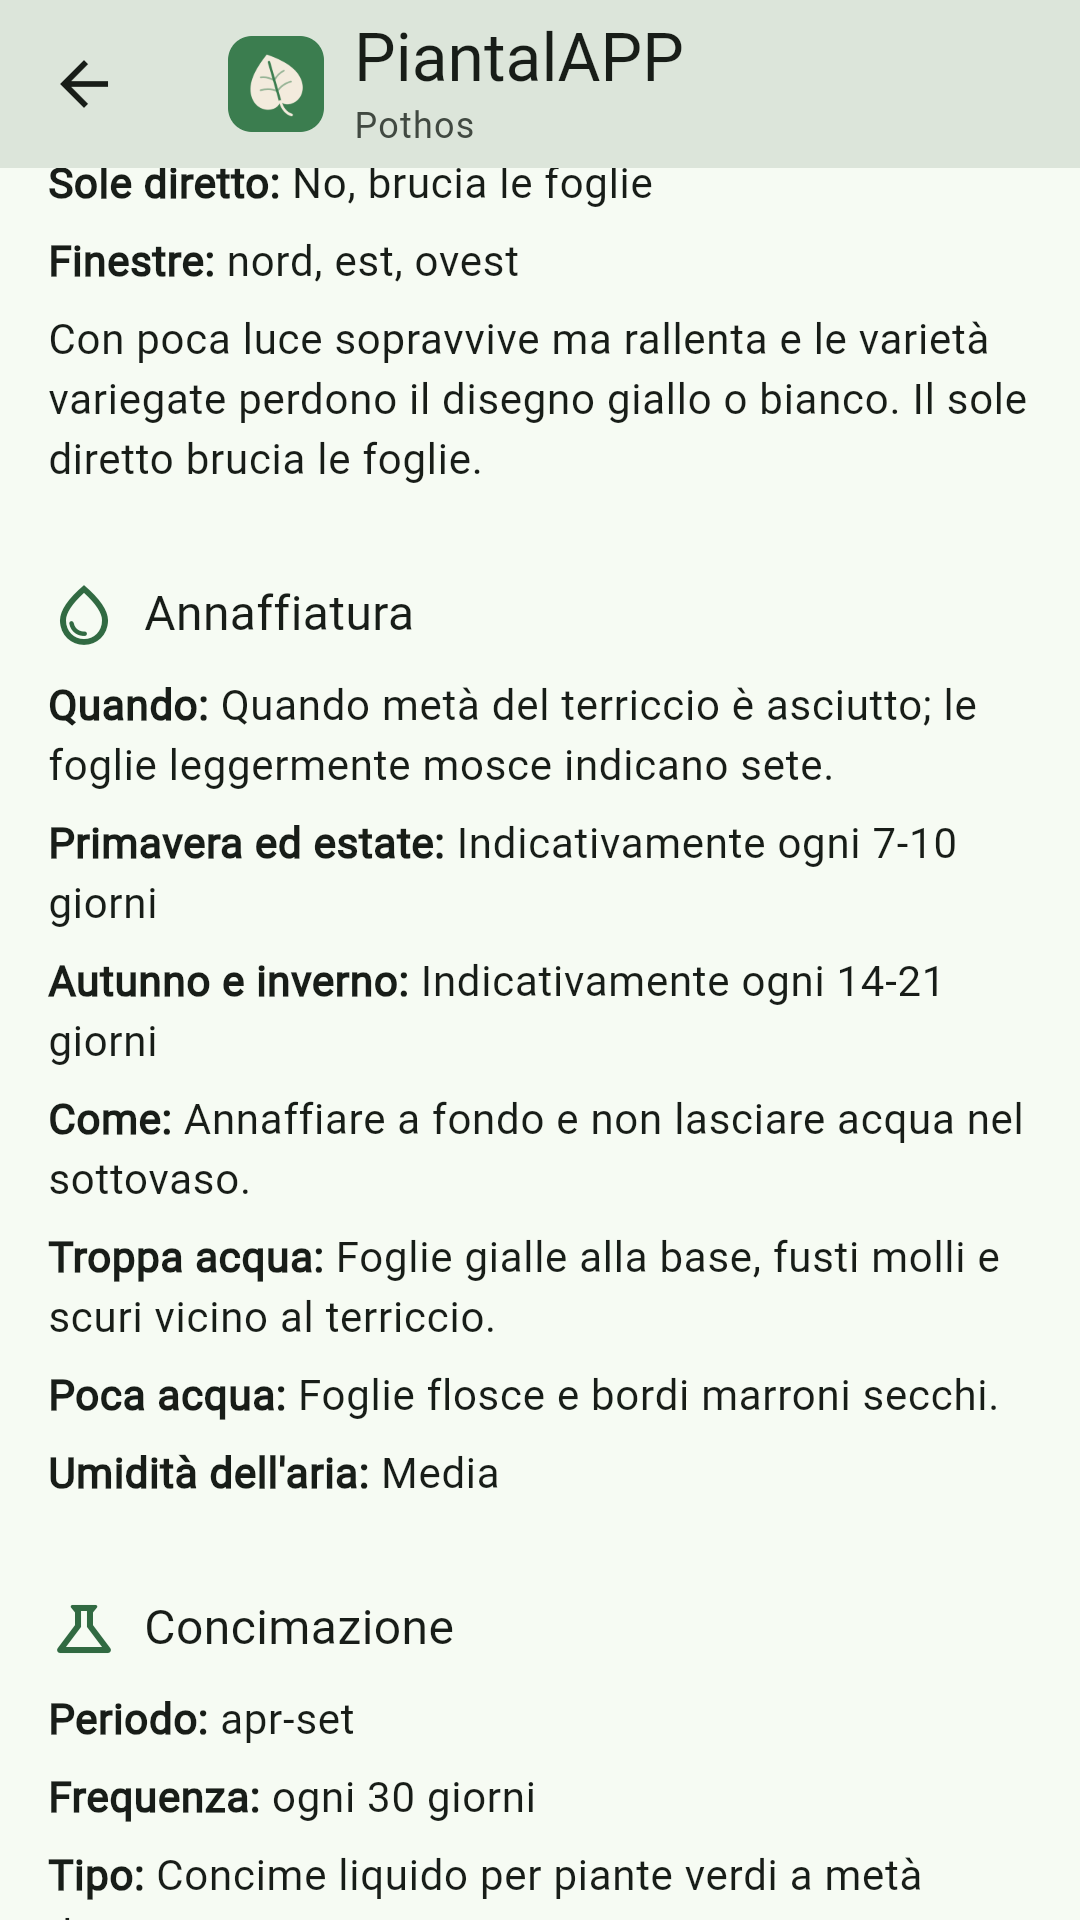 PiantalAPP
Pothos
Sole diretto: No, brucia le foglie
Finestre: nord, est, ovest
Con poca luce sopravvive ma rallenta e le varietà
variegate perdono il disegno giallo o bianco. Il sole
diretto brucia le foglie.
Annaffiatura
Quando: Quando metà del terriccio è asciutto; le
foglie leggermente mosce indicano sete.
Primavera ed estate: Indicativamente ogni 7-10
giorni
Autunno e inverno: Indicativamente ogni 14-21
giorni
Come: Annaffiare a fondo e non lasciare acqua nel
sottovaso.
Troppa acqua: Foglie gialle alla base, fusti molli e
scuri vicino al terriccio.
Poca acqua: Foglie flosce e bordi marroni secchi.
Umidità dell'aria: Media
Concimazione
Periodo: apr-set
Frequenza: ogni 30 giorni
Tipo: Concime liquido per piante verdi a metà